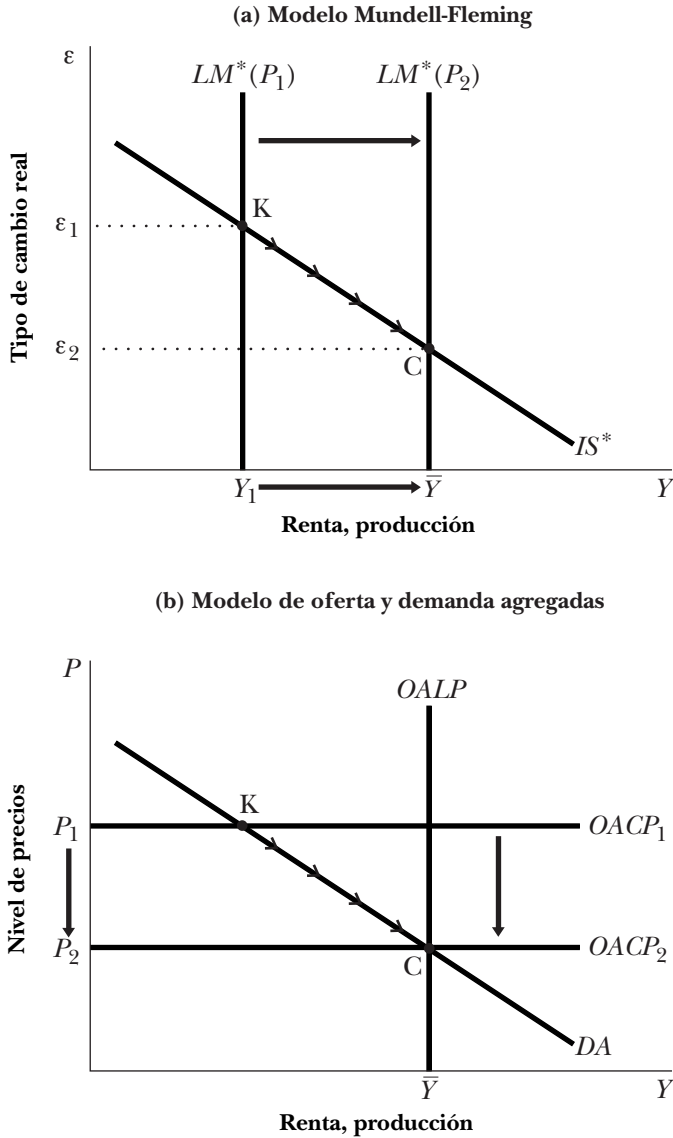 (a) Modelo Mundell-Fleming
ε
LM*(P₁)
LM*(P₂)
Tipo de cambio real
K
ε₁
ε₂
C
IS*
Y₁
Y̅
Y
Renta, producción
(b) Modelo de oferta y demanda agregadas
P
OALP
Nivel de precios
K
P₁
OACP₁
P₂
OACP₂
C
DA
Y̅
Y
Renta, producción